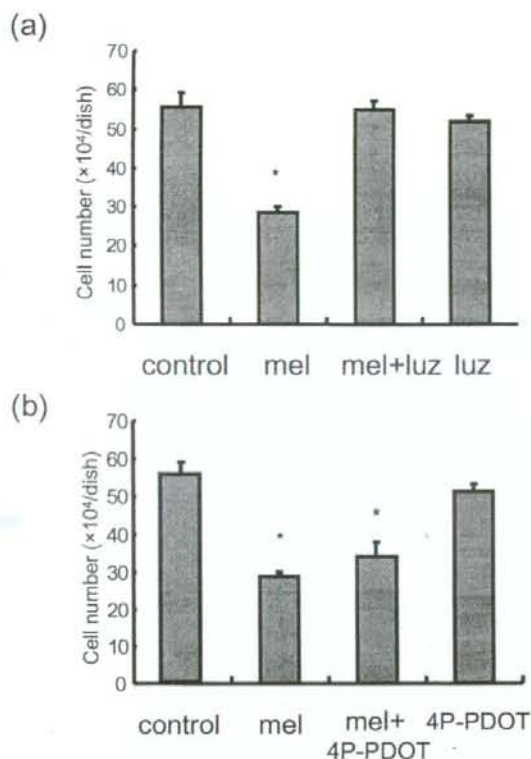 (a)
70
60
50
40
30
20
10
0
Cell number (×10⁴/dish)
*
control mel mel+luz luz
(b)
70
60
50
40
30
20
10
0
Cell number (×10⁴/dish)
* *
control mel mel+ 4P-PDOT
4P-PDOT